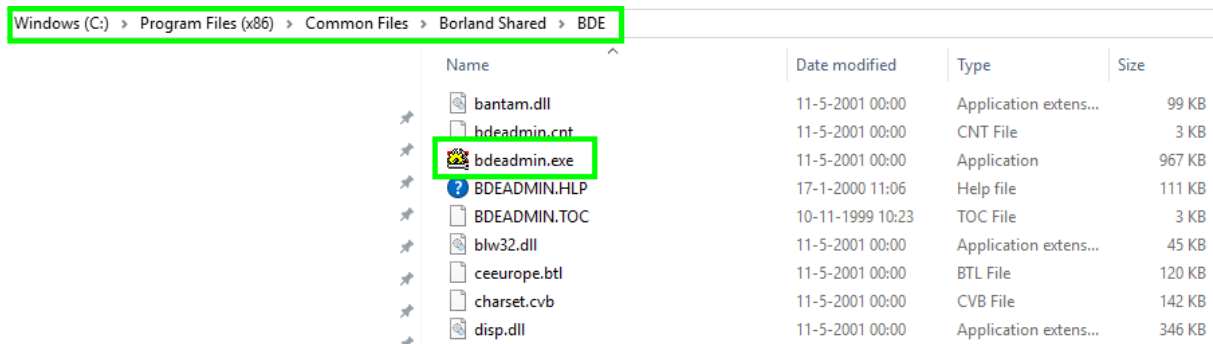 Windows (C:) > Program Files (x86) > Common Files > Borland Shared > BDE
Name Date modified Type Size
bantam.dll 11-5-2001 00:00 Application extens... 99 KB
bdeadmin.cnt 11-5-2001 00:00 CNT File 3 KB
bdeadmin.exe 11-5-2001 00:00 Application 967 KB
BDEADMIN.HLP 17-1-2000 11:06 Help file 111 KB
BDEADMIN.TOC 10-11-1999 10:23 TOC File 3 KB
blw32.dll 11-5-2001 00:00 Application extens... 45 KB
ceeurope.btl 11-5-2001 00:00 BTL File 120 KB
charset.cvb 11-5-2001 00:00 CVB File 142 KB
disp.dll 11-5-2001 00:00 Application extens... 346 KB